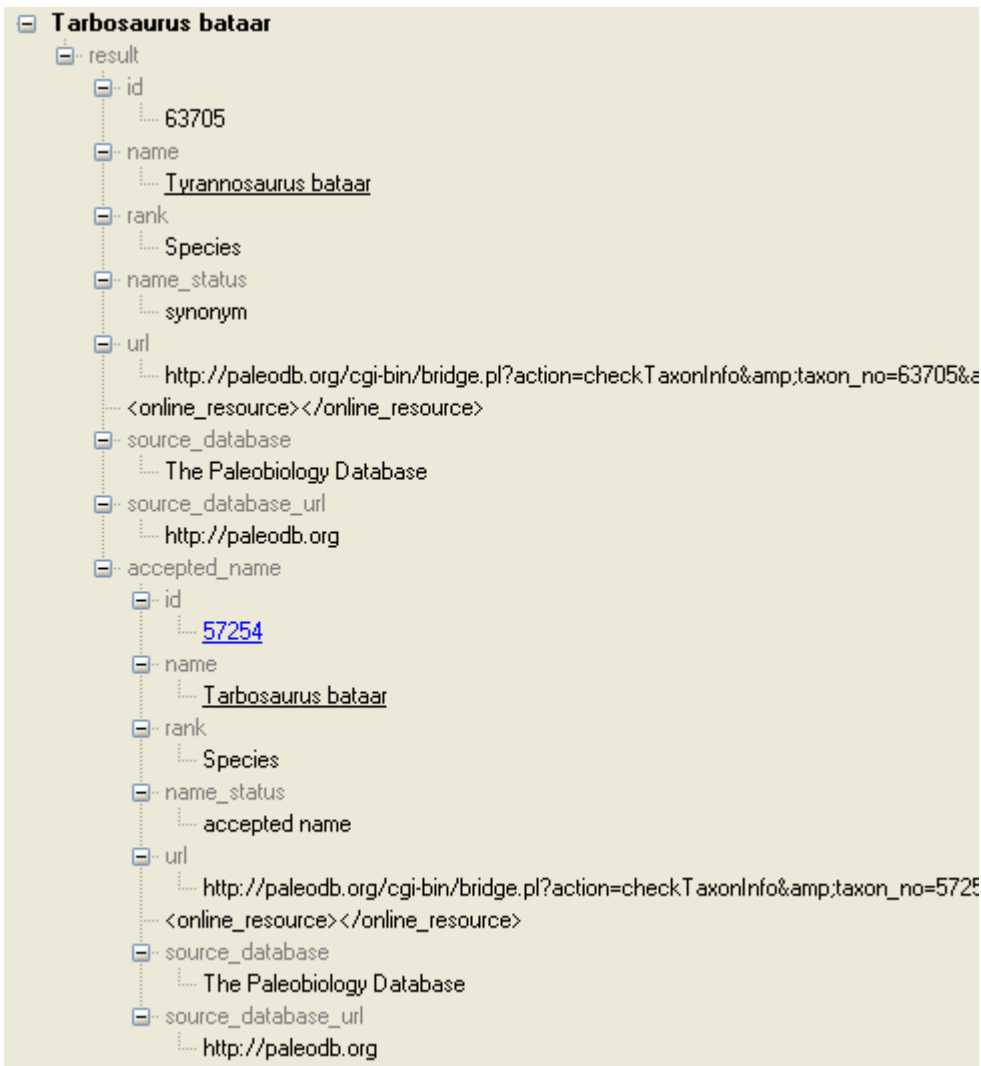 Tarbosaurus bataar
result
id
63705
name
Tyrannosaurus bataar
rank
Species
name_status
synonym
url
http://paleodb.org/cgi-bin/bridge.pl?action=checkTaxonInfo&amp;taxon_no=63705&a
<online_resource></online_resource>
source_database
The Paleobiology Database
source_database_url
http://paleodb.org
accepted_name
id
57254
name
Tarbosaurus bataar
rank
Species
name_status
accepted name
url
http://paleodb.org/cgi-bin/bridge.pl?action=checkTaxonInfo&amp;taxon_no=5725
<online_resource></online_resource>
source_database
The Paleobiology Database
source_database_url
http://paleodb.org